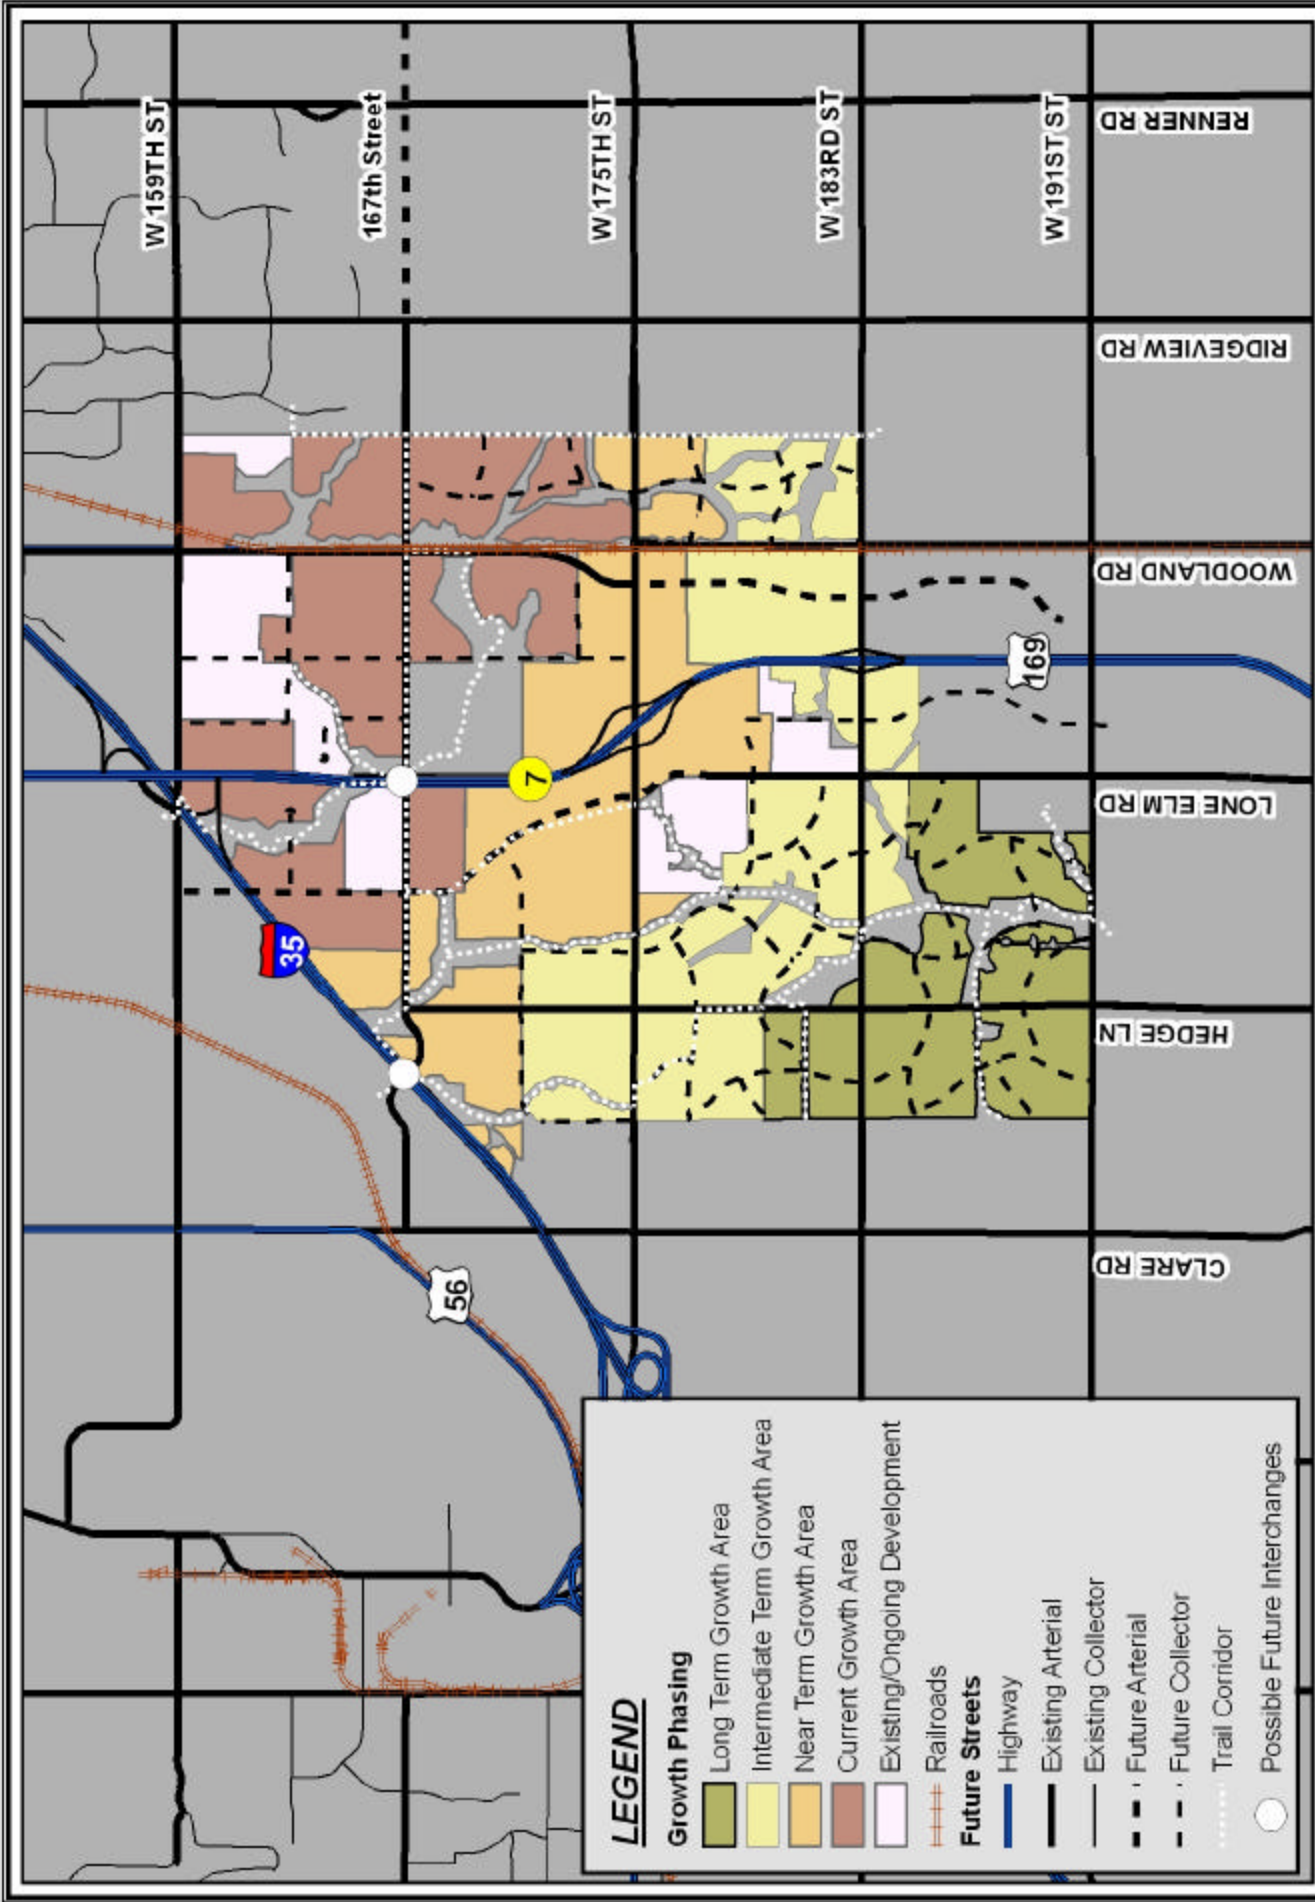 W 159TH ST
167th Street
W 175TH ST
W 183RD ST
W 191ST ST
RENNER RD
RIDGEVIEW RD
WOODLAND RD
LONE ELM RD
HEDGE LN
CLARE RD
169
7
35
56
LEGEND
Growth Phasing
Long Term Growth Area
Intermediate Term Growth Area
Near Term Growth Area
Current Growth Area
Existing/Ongoing Development
Railroads
Future Streets
Highway
Existing Arterial
Existing Collector
Future Arterial
Future Collector
Trail Corridor
Possible Future Interchanges